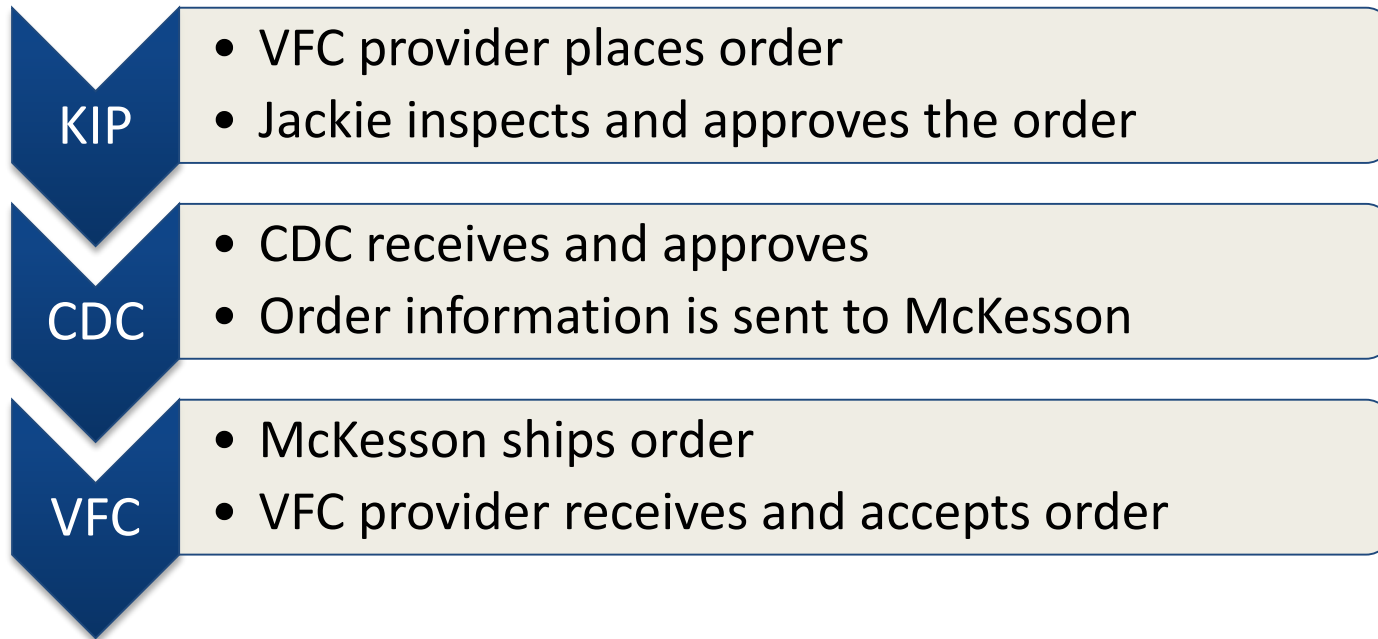 KIP
• VFC provider places order
• Jackie inspects and approves the order
CDC
• CDC receives and approves
• Order information is sent to McKesson
VFC
• McKesson ships order
• VFC provider receives and accepts order